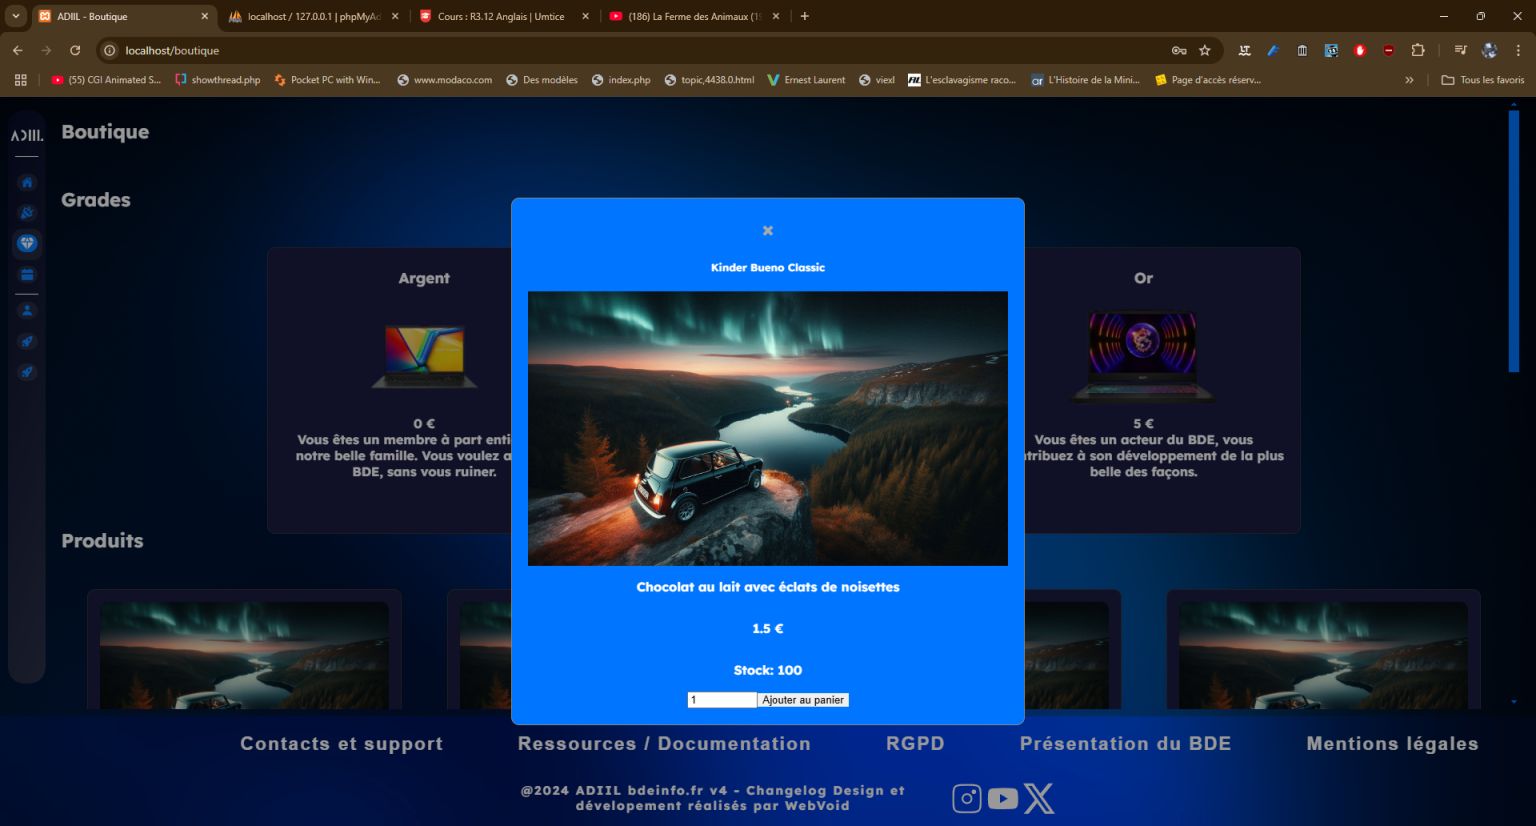 ADIIL - Boutique
localhost / 127.0.0.1 | phpMyAd
Cours : R3.12 Anglais | Umtice
(186) La Ferme des Animaux (19
localhost/boutique
(55) CGI Animated S...
showthread.php
Pocket PC with Win...
www.modaco.com
Des modèles
index.php
topic,4438.0.html
Ernest Laurent
viexl
L'esclavagisme raco...
L'Histoire de la Mini...
Page d'accès réserv...
Tous les favoris
ADIIL.
Boutique
Grades
Argent
0 €
Vous êtes un membre à part enti
notre belle famille. Vous voulez a
BDE, sans vous ruiner.
Kinder Bueno Classic
Chocolat au lait avec éclats de noisettes
1.5 €
Stock: 100
1
Ajouter au panier
Or
5 €
Vous êtes un acteur du BDE, vous
tribuez à son développement de la plus
belle des façons.
Produits
Contacts et support
Ressources / Documentation
RGPD
Présentation du BDE
Mentions légales
@2024 ADIIL bdeinfo.fr v4 - Changelog Design et
dévelopement réalisés par WebVoid